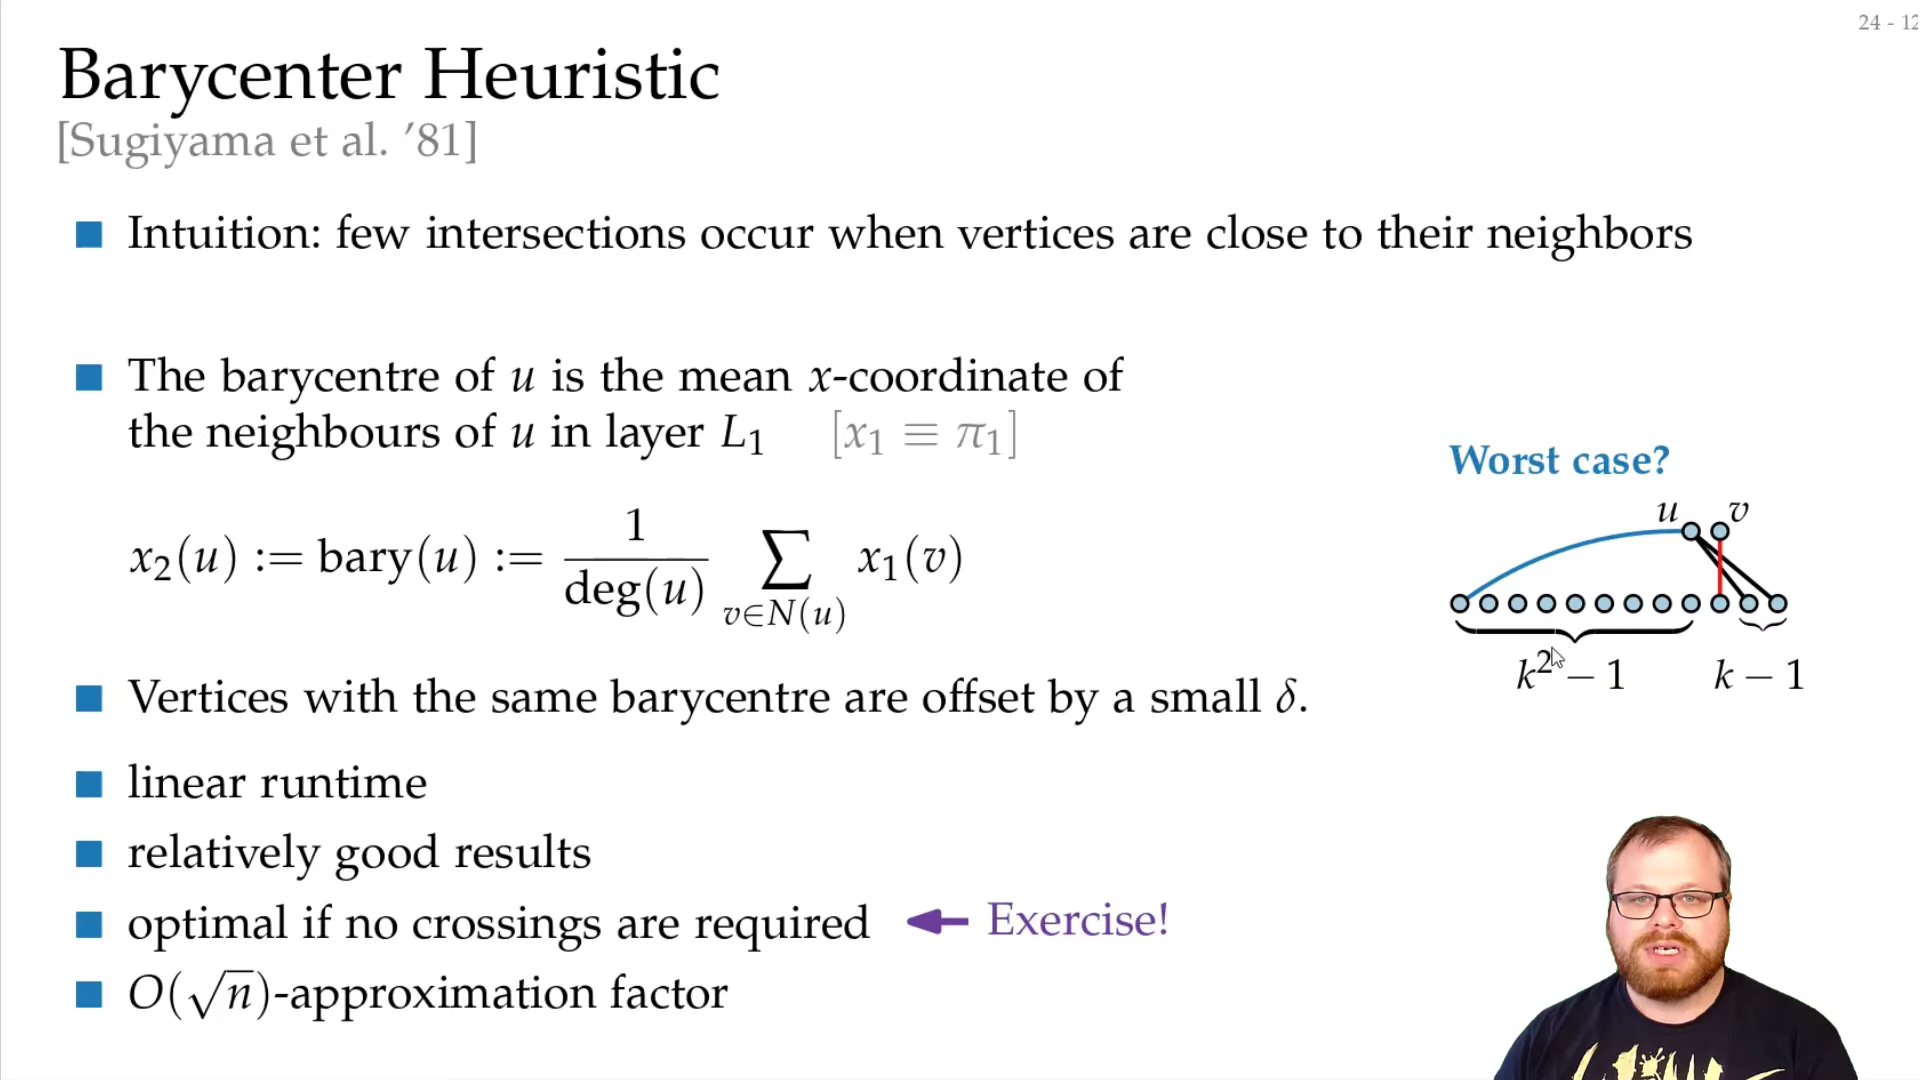 24 - 12
Barycenter Heuristic
[Sugiyama et al. ’81]
Intuition: few intersections occur when vertices are close to their neighbors
The barycentre of u is the mean x-coordinate of
the neighbours of u in layer L₁ [x₁ ≡ π₁]
x₂(u) := bary(u) := 1/deg(u) ∑_{v∈N(u)} x₁(v)
Worst case?
u v
k² − 1 k − 1
Vertices with the same barycentre are offset by a small δ.
linear runtime
relatively good results
optimal if no crossings are required Exercise!
O(√n)-approximation factor